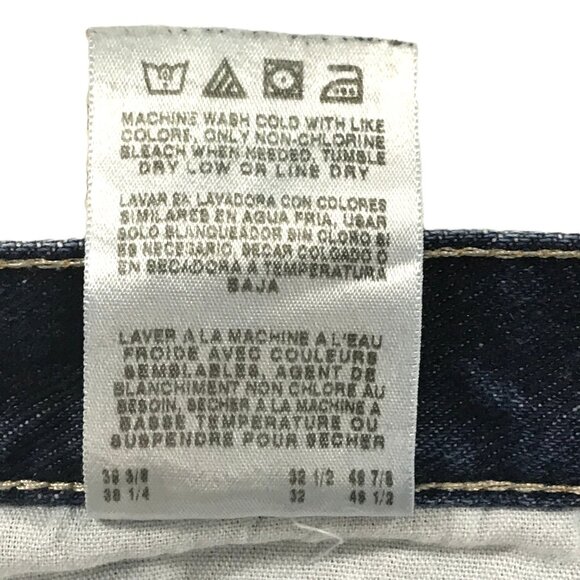 MACHINE WASH COLD WITH LIKE
COLORS, ONLY NON-CHLORINE
BLEACH WHEN NEEDED, TUMBLE
DRY LOW OR LINE DRY
LAVAR EN LAVADORA CON COLORES
SIMILARES EN AGUA FRIA, USAR
SOLO BLANQUEADOR SIN CLORO SI
ES NECESARIO, SECAR COLGADO O
EN SECADORA A TEMPERATURA
BAJA
LAVER A LA MACHINE A L'EAU
FROIDE AVEC COULEURS
SEMBLABLES, AGENT DE
BLANCHIMENT NON CHLORE AU
BESOIN, SECHER A LA MACHINE A
BASSE TEMPERATURE OU
SUSPENDRE POUR SECHER
32 1/2
38 1/4 32 49 1/2